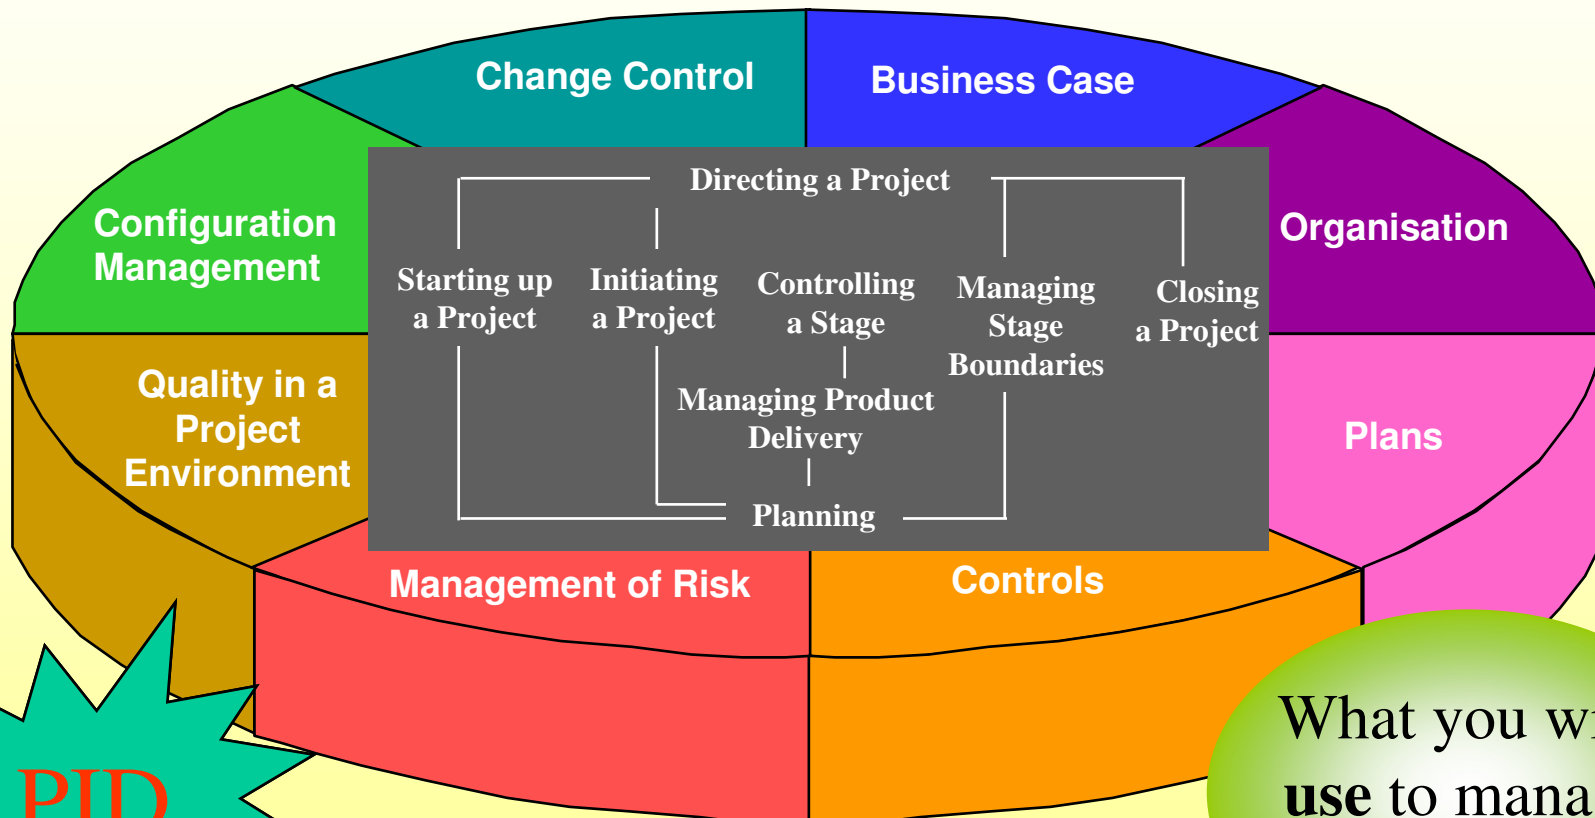 Change Control
Business Case
Configuration
Management
Organisation
Directing a Project
Starting up
a Project
Initiating
a Project
Controlling
a Stage
Managing
Stage
Boundaries
Closing
a Project
Managing Product
Delivery
Planning
Quality in a
Project
Environment
Plans
Management of Risk
Controls
PID
What you
use to